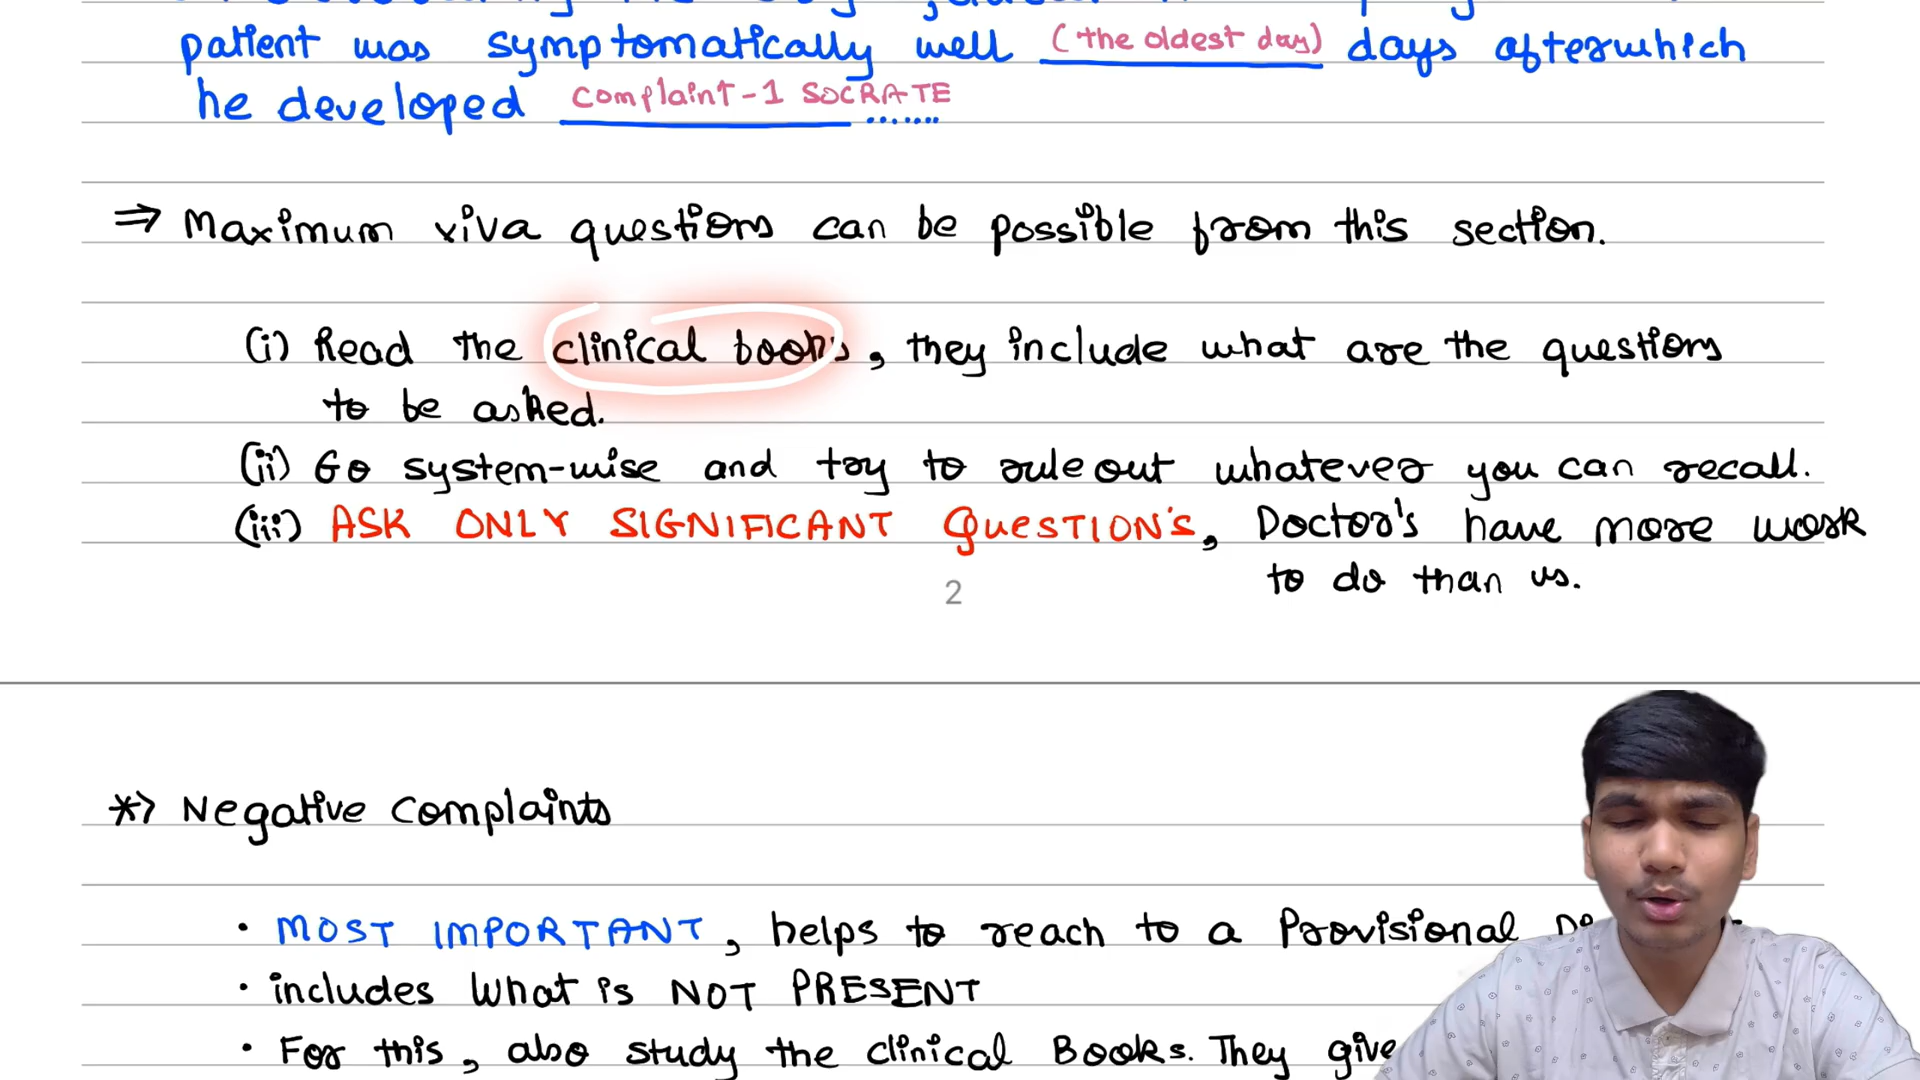 patient was symptomatically well (the oldest day) days afterwhich
he developed complaint-1 SOCRATE .......
⇒ Maximum viva questions can be possible from this section.
(i) Read the clinical books, they include what are the questions
to be asked.
(ii) Go system-wise and try to rule out whatever you can recall.
(iii) ASK ONLY SIGNIFICANT QUESTION'S, Doctor's have more work
to do than us.
2
*> Negative Complaints
• MOST IMPORTANT, helps to reach to a Provisional
• includes What is NOT PRESENT
• For this, also study the clinical Books. They give